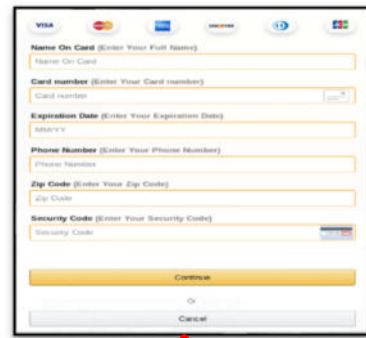 VISA DISCOVER JCB
Name On Card (Enter Your Full Name)
Name On Card
Card number (Enter Your Card number)
Card number
Expiration Date (Enter Your Expiration Date)
MM/YY
Phone Number (Enter Your Phone Number)
Phone Number
Zip Code (Enter Your Zip Code)
Zip Code
Security Code (Enter Your Security Code)
Security Code
Continue
Or
Cancel